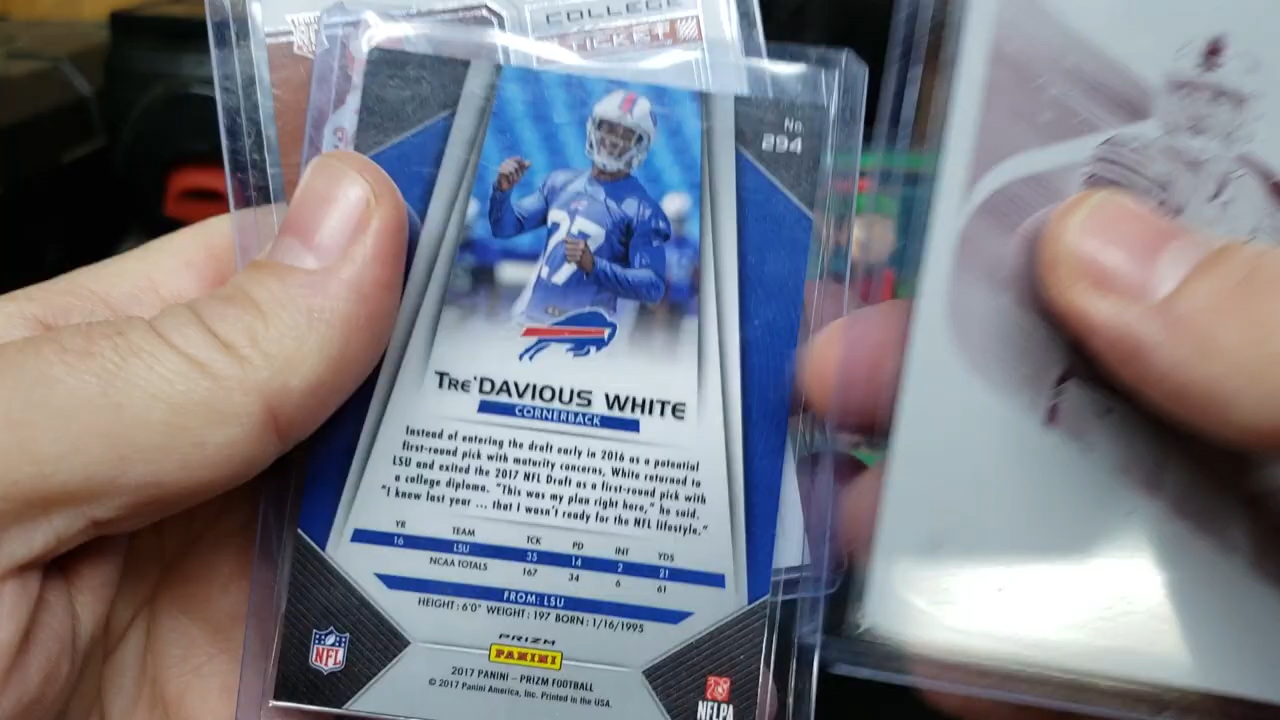 COLLEGE
TICKET
No
294
27
Tre'Davious White
CORNERBACK
Instead of entering the draft early in 2016 as a potential
first-round pick with maturity concerns, White returned to
LSU and exited the 2017 NFL Draft as a first-round pick with
a college diploma. "This was my plan right here," he said.
"I knew last year ... that I wasn't ready for the NFL lifestyle."
YR TEAM TCK PD INT YDS
16 LSU 35 14 2 21
NCAA TOTALS 167 34 6 61
FROM: LSU
HEIGHT: 6'0" WEIGHT: 197 BORN: 1/16/1995
PRIZM
PANINI
NFL
2017 PANINI – PRIZM FOOTBALL
© 2017 Panini America, Inc. Printed in the USA.
NFLPA